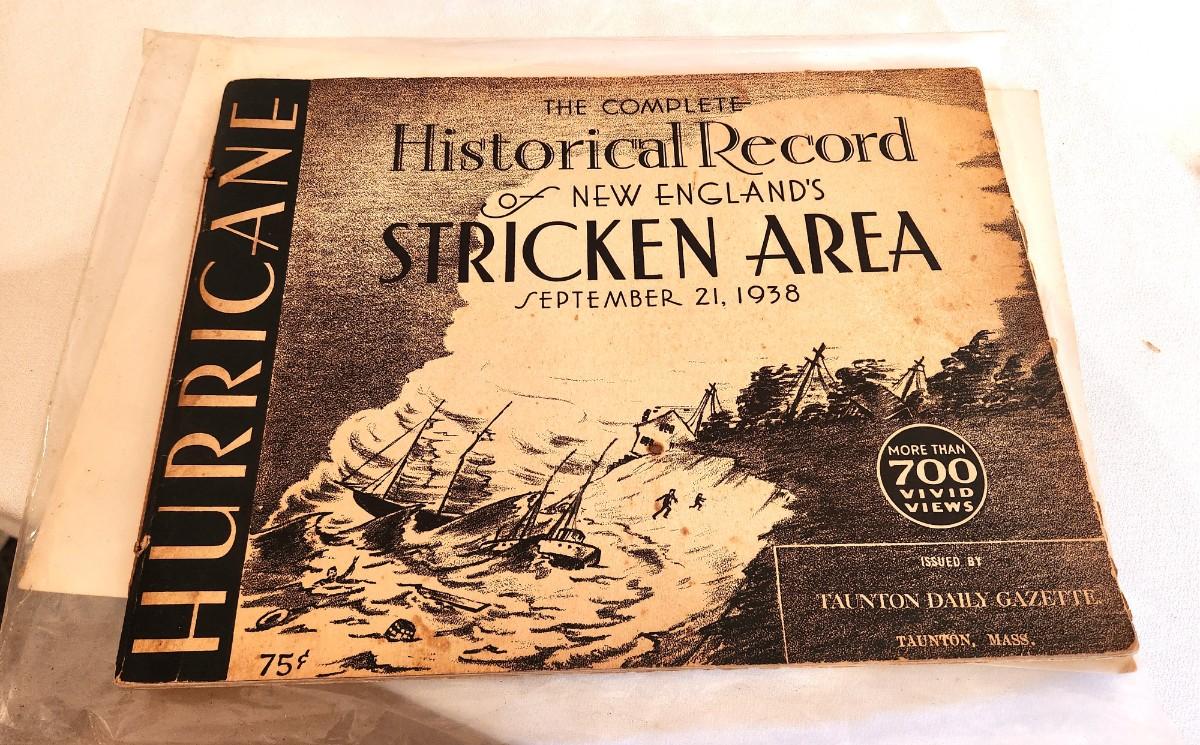 HURRICANE
THE COMPLETE
Historical Record
of NEW ENGLAND'S
STRICKEN AREA
SEPTEMBER 21, 1938
MORE THAN
700
VIVID
VIEWS
ISSUED BY
TAUNTON DAILY GAZETTE
TAUNTON, MASS.
75¢